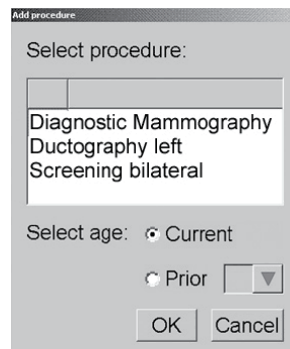 Add procedure
Select procedure:
Diagnostic Mammography
Ductography left
Screening bilateral
Select age: Current
Prior
OK Cancel